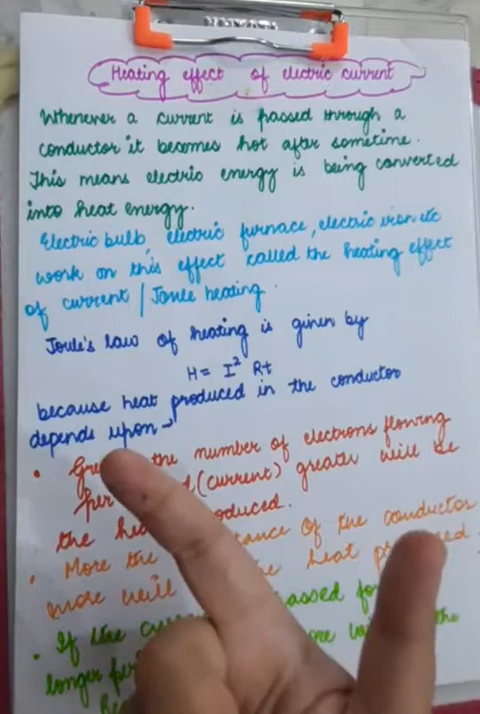 Heating effect of electric current
Whenever a current is passed through a
conductor it becomes hot after sometime.
This means electric energy is being converted
into heat energy.
Electric bulb, electric furnace, electric iron etc
work on this effect called the heating effect
of current / Joule heating.
Joule's law of heating is given by
H = I² Rt
because heat produced in the conductor
depends upon →
• the number of electrons flowing
per (current) greater will be
the produced.
• More the of the conductor
more will heat
• If the passed for
longer the